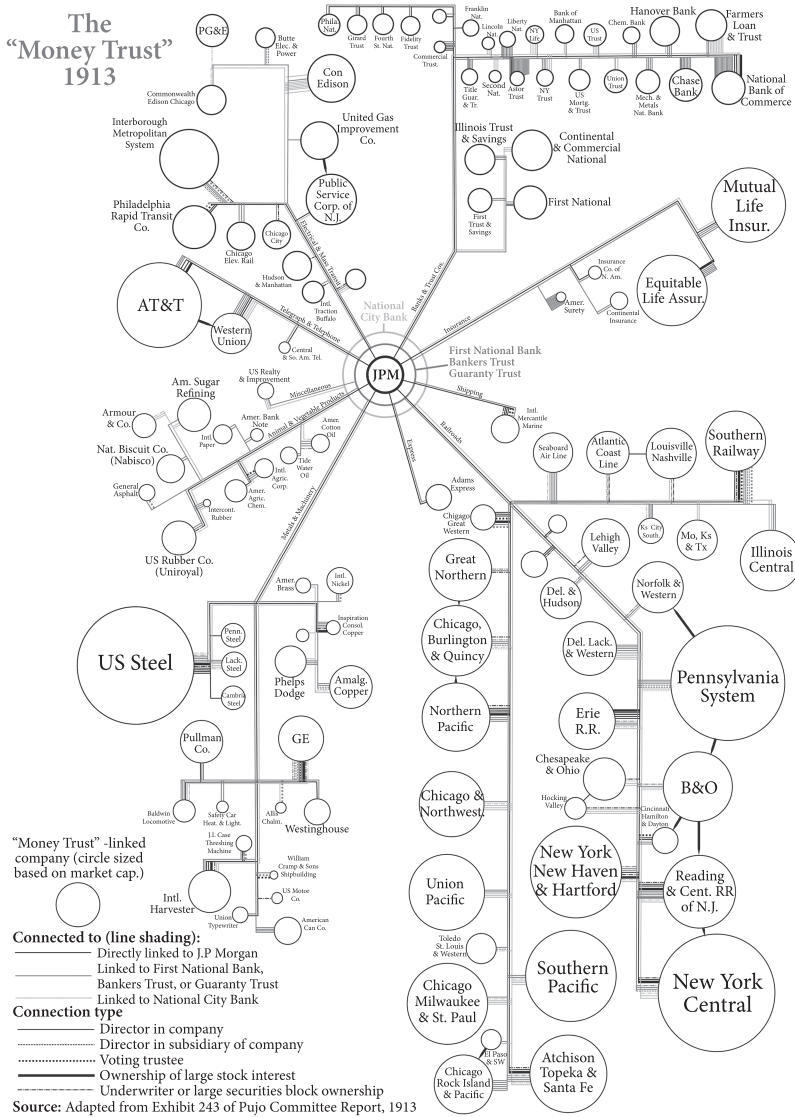 The
“Money Trust”
1913
PG&E
Butte
Elec. &
Power
Con
Edison
Commonwealth
Edison Chicago
Interborough
Metropolitan
System
United Gas
Improvement
Co.
Public
Service
Corp. of
N.J.
Philadelphia
Rapid Transit
Co.
Chicago
Elev. Rail
Chicago
City
Hudson
& Manhattan
Intl.
Traction
Buffalo
Electrical & Mass Transit
Phila.
Nat.
Girard
Trust
Fourth
St. Nat.
Fidelity
Trust
Commercial
Trust.
Franklin
Nat.
Lincoln
Nat.
Liberty
Nat.
NY
Life
Bank of
Manhattan
US
Trust
Chem. Bank
Hanover Bank
Farmers
Loan
& Trust
Title
Guar.
& Tr.
Second
Nat.
Astor
Trust
NY
Trust
US
Mortg.
& Trust
Union
Trust
Mech. &
Metals
Nat. Bank
Chase
Bank
National
Bank of
Commerce
Illinois Trust
& Savings
Continental
& Commercial
National
First
Trust &
Savings
First National
Banks & Trust Cos.
Mutual
Life
Insur.
Equitable
Life Assur.
Insurance
Co. of
N. Am.
Amer.
Surety
Continental
Insurance
Insurance
AT&T
Western
Union
Central
& So. Am. Tel.
Telegraph & Telephone
National
City Bank
First National Bank
Bankers Trust
Guaranty Trust
JPM
US Realty
& Improvement
Miscellaneous
Am. Sugar
Refining
Armour
& Co.
Intl.
Paper
Amer. Bank
Note
Amer.
Cotton
Oil
Nat. Biscuit Co.
(Nabisco)
Tide
Water
Oil
General
Asphalt
Intl.
Agric.
Corp.
Amer.
Agric.
Chem.
Intercont.
Rubber
US Rubber Co.
(Uniroyal)
Animal & Vegetable Products
Shipping
Intl.
Mercantile
Marine
Express
Adams
Express
Railroads
Metals & Machinery
Amer.
Brass
Intl.
Nickel
Inspiration
Consol.
Copper
Phelps
Dodge
Amalg.
Copper
US Steel
Penn.
Steel
Lack.
Steel
Cambria
Steel
Pullman
Co.
GE
Baldwin
Locomotive
Safety Car
Heat. & Light.
Allis
Chalm.
Westinghouse
J.I. Case
Threshing
Machine
Intl.
Harvester
William
Cramp & Sons
Shipbuilding
US Motor
Co.
Union
Typewriter
American
Can Co.
Seaboard
Air Line
Atlantic
Coast
Line
Louisville
Nashville
Southern
Railway
Chigago
Great
Western
Ks City
South.
Mo, Ks
& Tx
Illinois
Central
Great
Northern
Lehigh
Valley
Del. &
Hudson
Norfolk &
Western
Chicago,
Burlington
& Quincy
Del. Lack.
& Western
Pennsylvania
System
Northern
Pacific
Erie
R.R.
Chesapeake
& Ohio
B&O
Hocking
Valley
Cincinnati
Hamilton
& Dayton
Chicago &
Northwest.
New York
New Haven
& Hartford
Reading
& Cent. RR
of N.J.
Union
Pacific
Toledo
St. Louis
& Western
Southern
Pacific
New York
Central
Chicago
Milwaukee
& St. Paul
El Paso
& SW
Chicago
Rock Island
& Pacific
Atchison
Topeka &
Santa Fe
“Money Trust” -linked
company (circle sized
based on market cap.)
Connected to (line shading):
Directly linked to J.P Morgan
Linked to First National Bank,
Bankers Trust, or Guaranty Trust
Linked to National City Bank
Connection type
Director in company
Director in subsidiary of company
Voting trustee
Ownership of large stock interest
Underwriter or large securities block ownership
Source: Adapted from Exhibit 243 of Pujo Committee Report, 1913